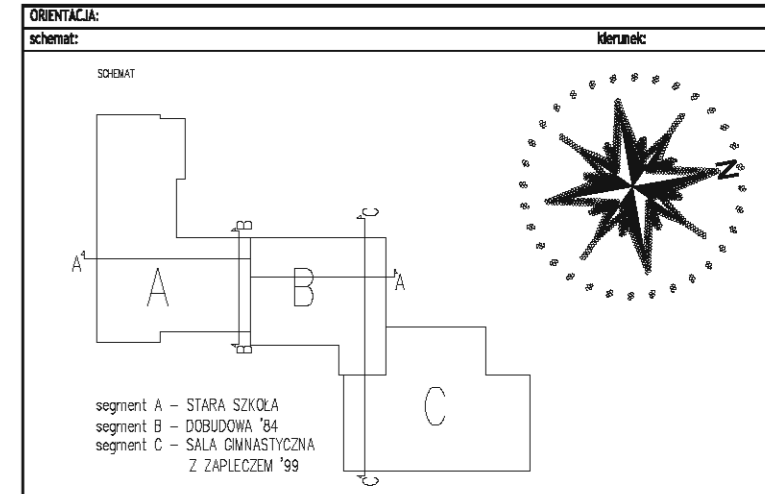 ORIENTACJA:
schemat: kierunek:
SCHEMAT
N
C
B
A
A
B
A
B
C
C
segment A – STARA SZKOŁA
segment B – DOBUDOWA '84
segment C – SALA GIMNASTYCZNA
Z ZAPLECZEM '99